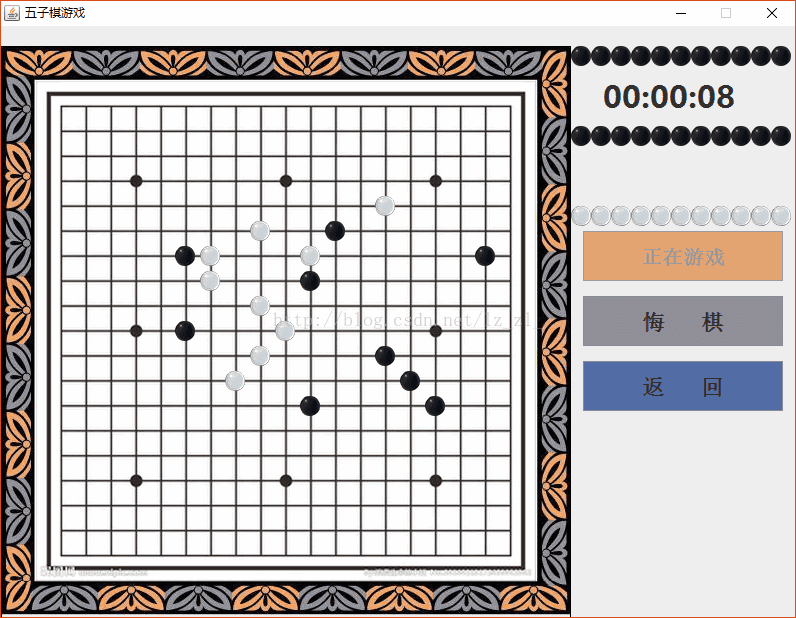 五子棋游戏
00:00:08
正在游戏
悔 棋
返 回
http://blog.csdn.net/lz_zl